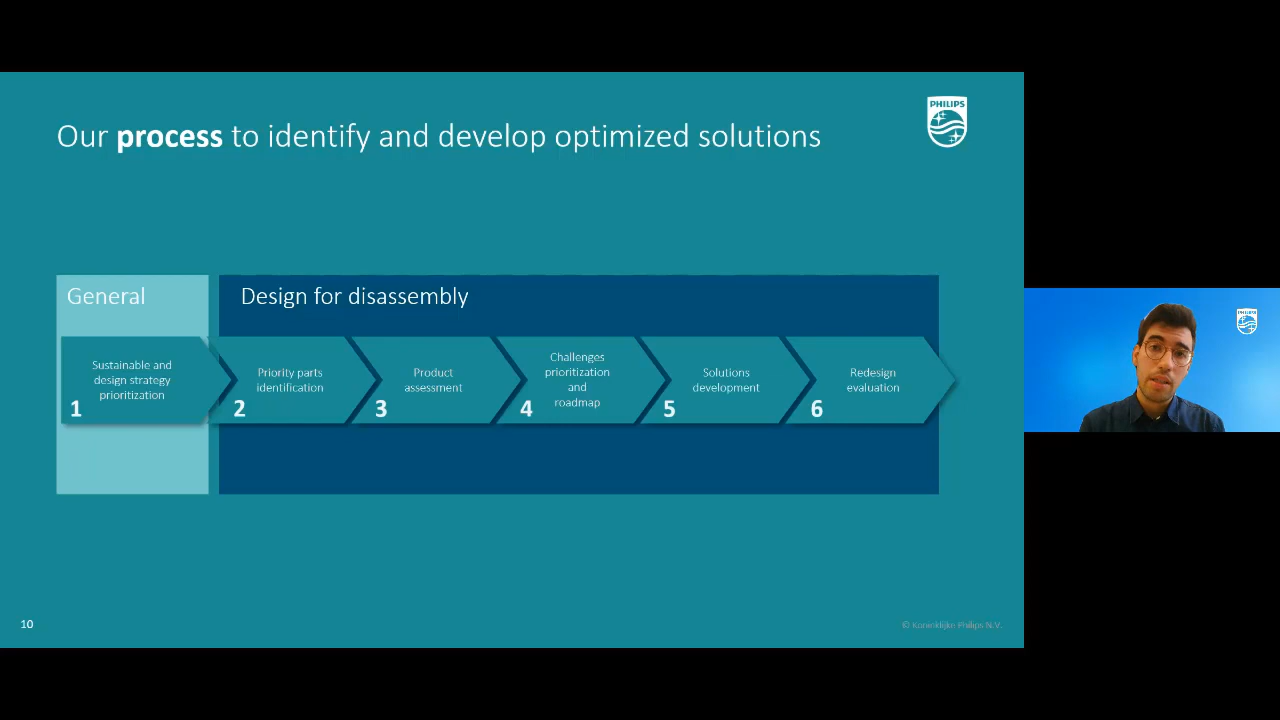 PHILIPS
Our process to identify and develop optimized solutions
General
Design for disassembly
Sustainable and
design strategy
prioritization
1
Priority parts
identification
2
Product
assessment
3
Challenges
prioritization
and
roadmap
4
Solutions
development
5
Redesign
evaluation
6
10
© Koninklijke Philips N.V.
PHILIPS